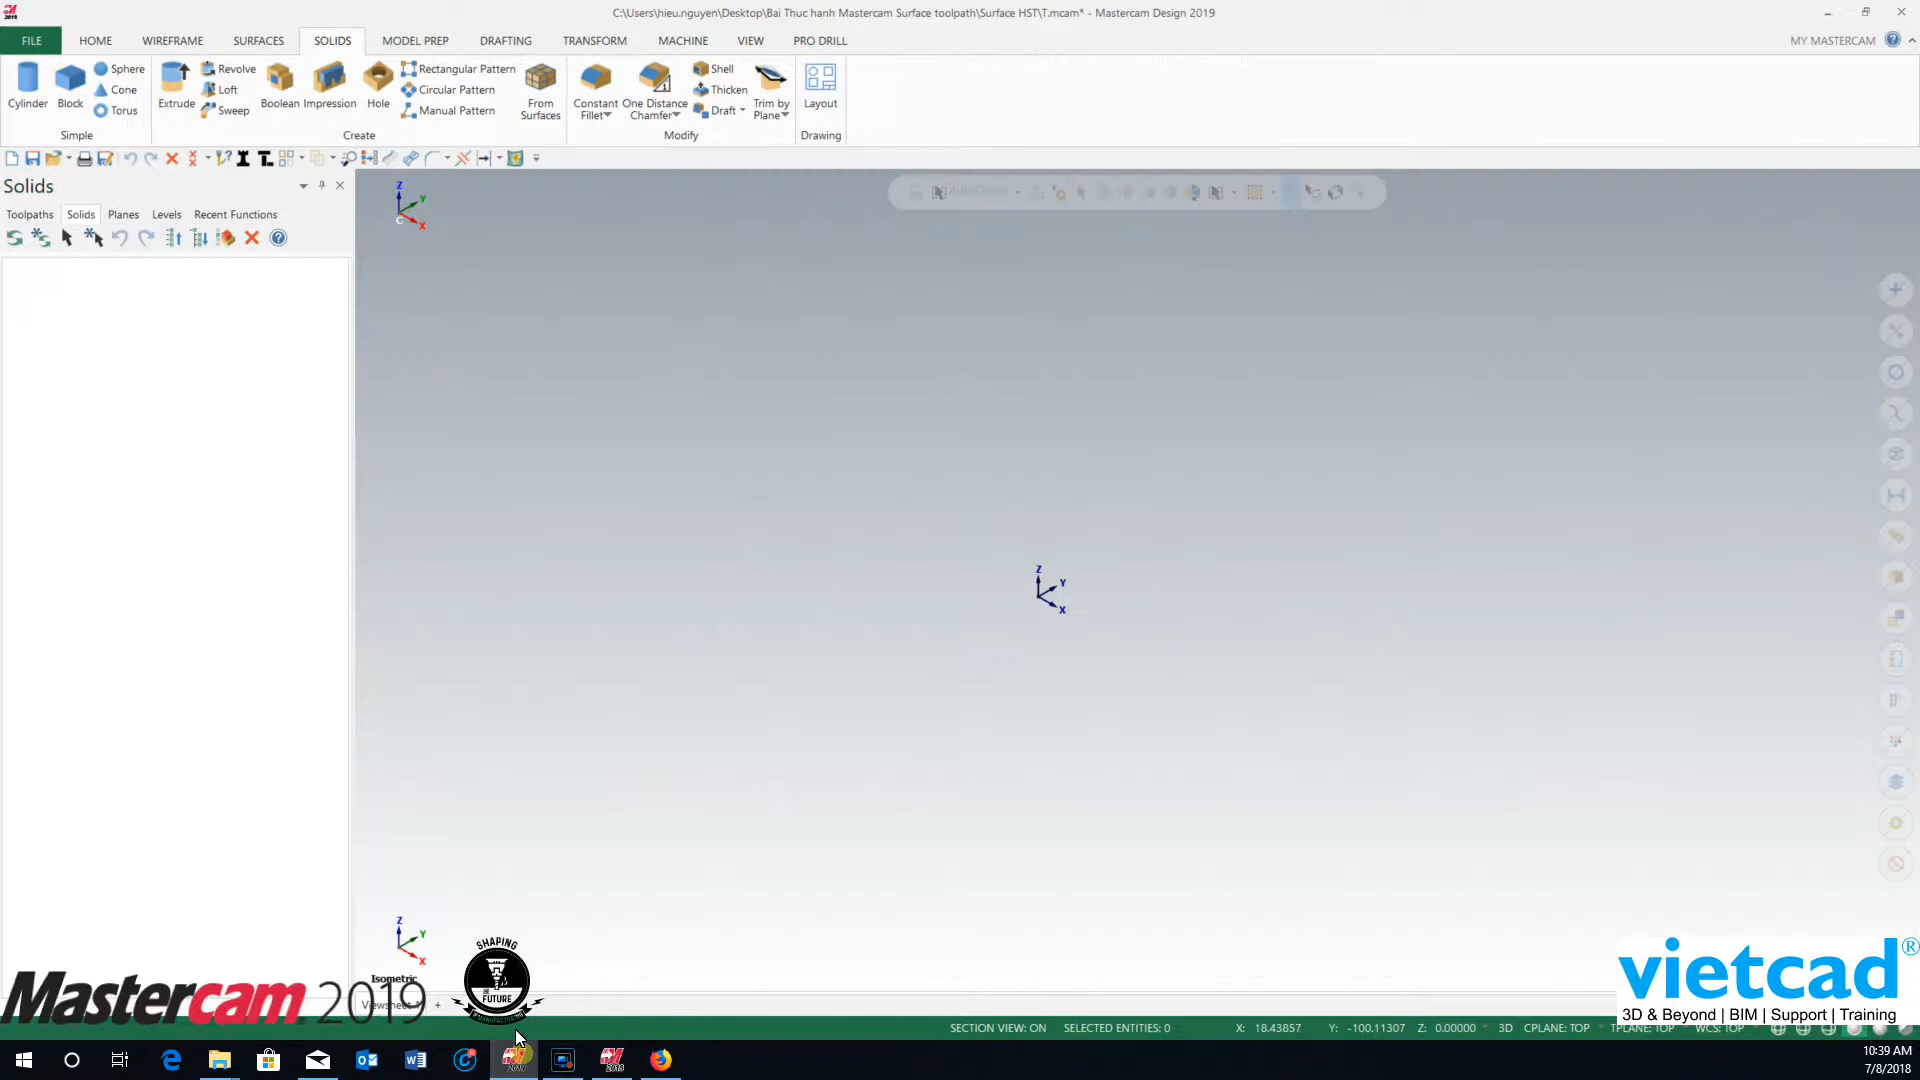 C:\Users\hieu.nguyen\Desktop\Bai Thuc hanh Mastercam Surface toolpath\Surface HST\T.mcam* - Mastercam Design 2019
FILE HOME WIREFRAME SURFACES SOLIDS MODEL PREP DRAFTING TRANSFORM MACHINE VIEW PRO DRILL MY MASTERCAM
Cylinder Block Sphere Cone Torus
Simple
Extrude Revolve Loft Sweep Boolean Impression Hole Rectangular Pattern Circular Pattern Manual Pattern From Surfaces
Create
Constant Fillet One Distance Chamfer Shell Thicken Draft Trim by Plane
Modify
Layout
Drawing
Solids
Toolpaths Solids Planes Levels Recent Functions
Z
Y
X
Z
Y
X
Z
Y
X
Isometric
SHAPING
FUTURE
Mastercam 2019
vietcad®
3D & Beyond | BIM | Support | Training
SECTION VIEW: ON SELECTED ENTITIES: 0 X: 18.43857 Y: -100.11307 Z: 0.00000 3D CPLANE: TOP TPLANE: TOP WCS: TOP
10:39 AM
7/8/2018